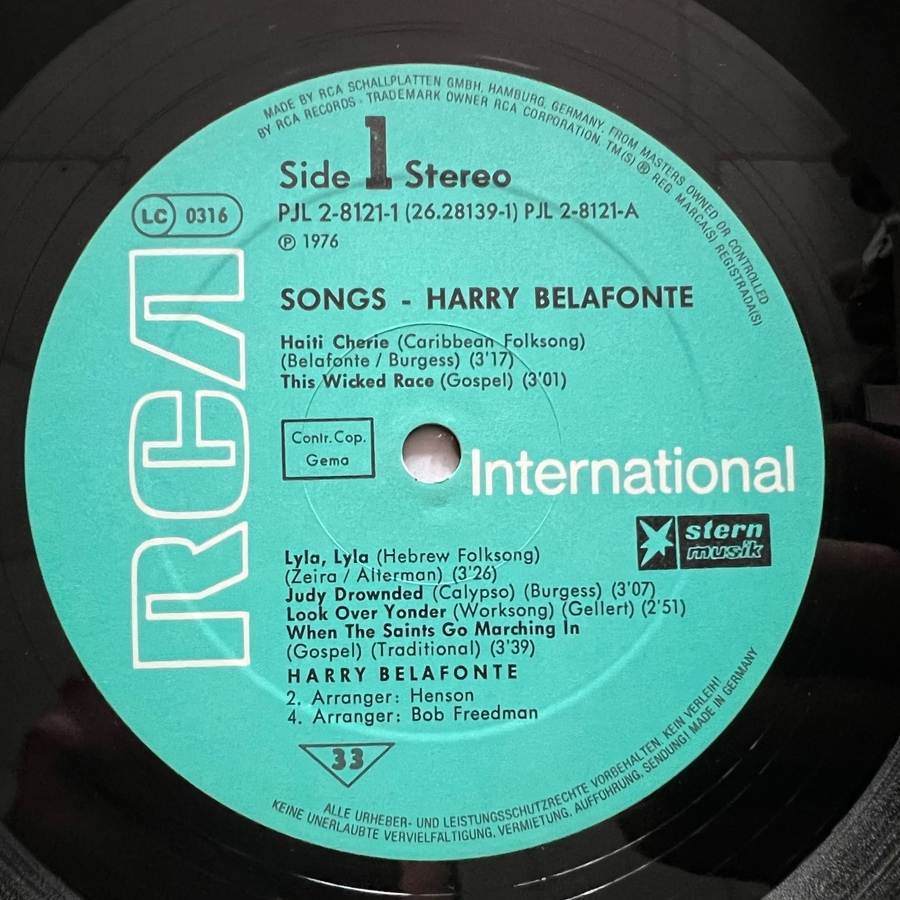 MADE BY RCA SCHALLPLATTEN GMBH, HAMBURG, GERMANY, FROM MASTERS OWNED OR CONTROLLED
BY RCA RECORDS · TRADEMARK OWNER RCA CORPORATION, TM(S) ® REG. MARCA(S) REGISTRADA(S)
Side 1 Stereo
LC 0316
PJL 2-8121-1 (26.28139-1) PJL 2-8121-A
℗ 1976
RCA
SONGS - HARRY BELAFONTE
Haiti Cherie (Caribbean Folksong)
(Belafonte / Burgess) (3'17)
This Wicked Race (Gospel) (3'01)
Contr. Cop.
Gema
International
stern
musik
Lyla, Lyla (Hebrew Folksong)
(Zeira / Alterman) (3'26)
Judy Drownded (Calypso) (Burgess) (3'07)
Look Over Yonder (Worksong) (Gellert) (2'51)
When The Saints Go Marching In
(Gospel) (Traditional) (3'39)
HARRY BELAFONTE
2. Arranger: Henson
4. Arranger: Bob Freedman
33
ALLE URHEBER- UND LEISTUNGSSCHUTZRECHTE VORBEHALTEN. KEIN VERLEIH!
KEINE UNERLAUBTE VERVIELFÄLTIGUNG, VERMIETUNG, AUFFÜHRUNG, SENDUNG! MADE IN GERMANY